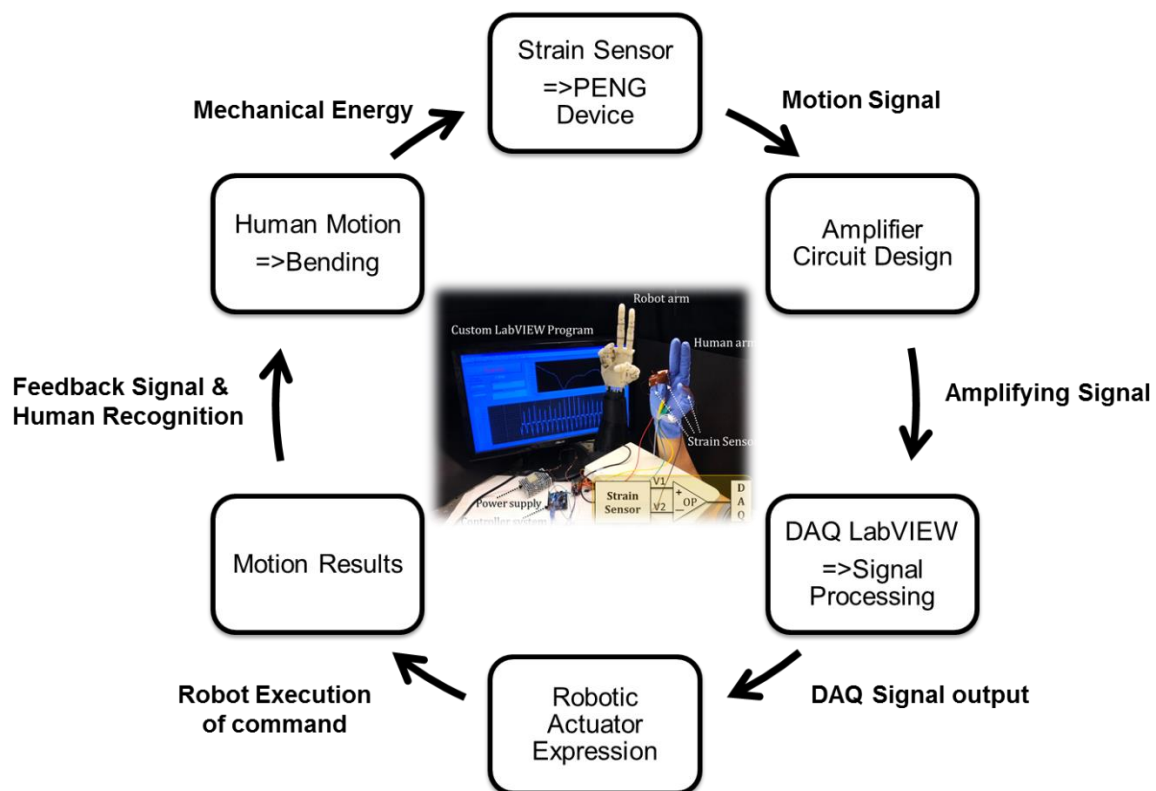 Strain Sensor
=>PENG
Device
Mechanical Energy
Motion Signal
Human Motion
=>Bending
Amplifier
Circuit Design
Robot arm
Custom LabVIEW Program
Human arm
Strain Sensor
Power supply
Controller system
Strain
Sensor
V1
V2
+
–
OP
D
A
Q
Feedback Signal &
Human Recognition
Amplifying Signal
Motion Results
DAQ LabVIEW
=>Signal
Processing
Robot Execution
of command
Robotic
Actuator
Expression
DAQ Signal output